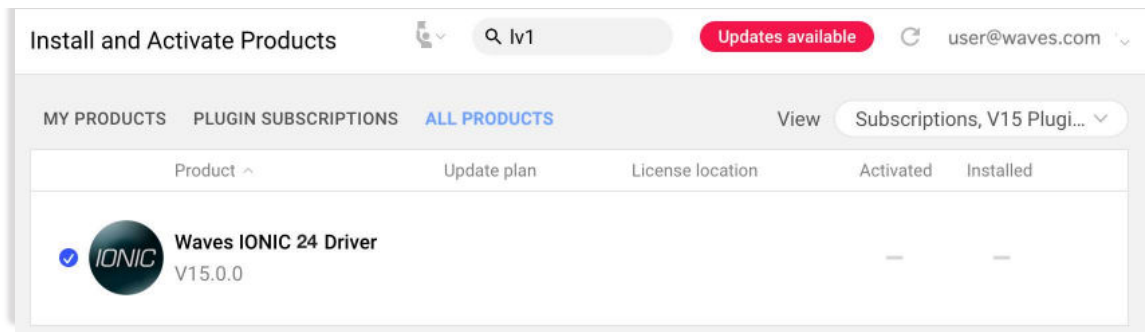 Install and Activate Products lv1 Updates available user@waves.com
MY PRODUCTS PLUGIN SUBSCRIPTIONS ALL PRODUCTS View Subscriptions, V15 Plugi...
Product Update plan License location Activated Installed
IONIC Waves IONIC 24 Driver
V15.0.0